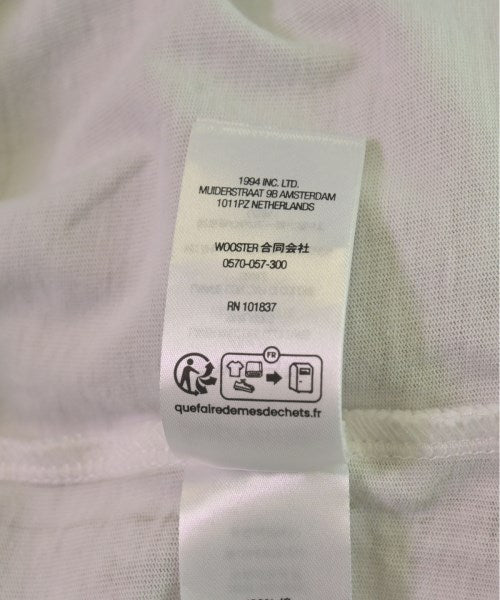 1994 INC. LTD.
MUIDERSTRAAT 9B AMSTERDAM
1011PZ NETHERLANDS
WOOSTER 合同会社
0570-057-300
RN 101837
FR
quefairedemesdechets.fr